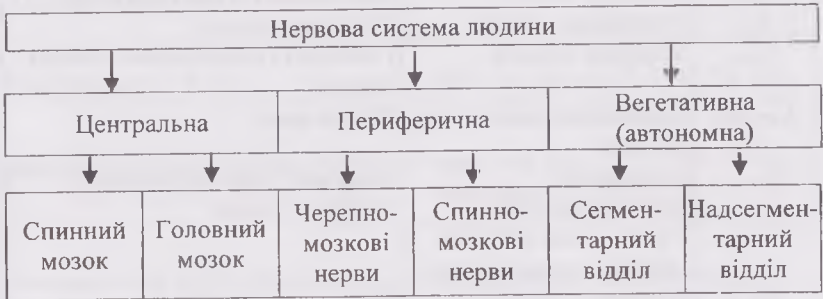 Нервова система людини
Центральна
Периферична
Вегетативна
(автономна)
Спинний
мозок
Головний
мозок
Черепно-
мозкові
нерви
Спинно-
мозкові
нерви
Сегмен-
тарний
відділ
Надсегмен-
тарний
відділ